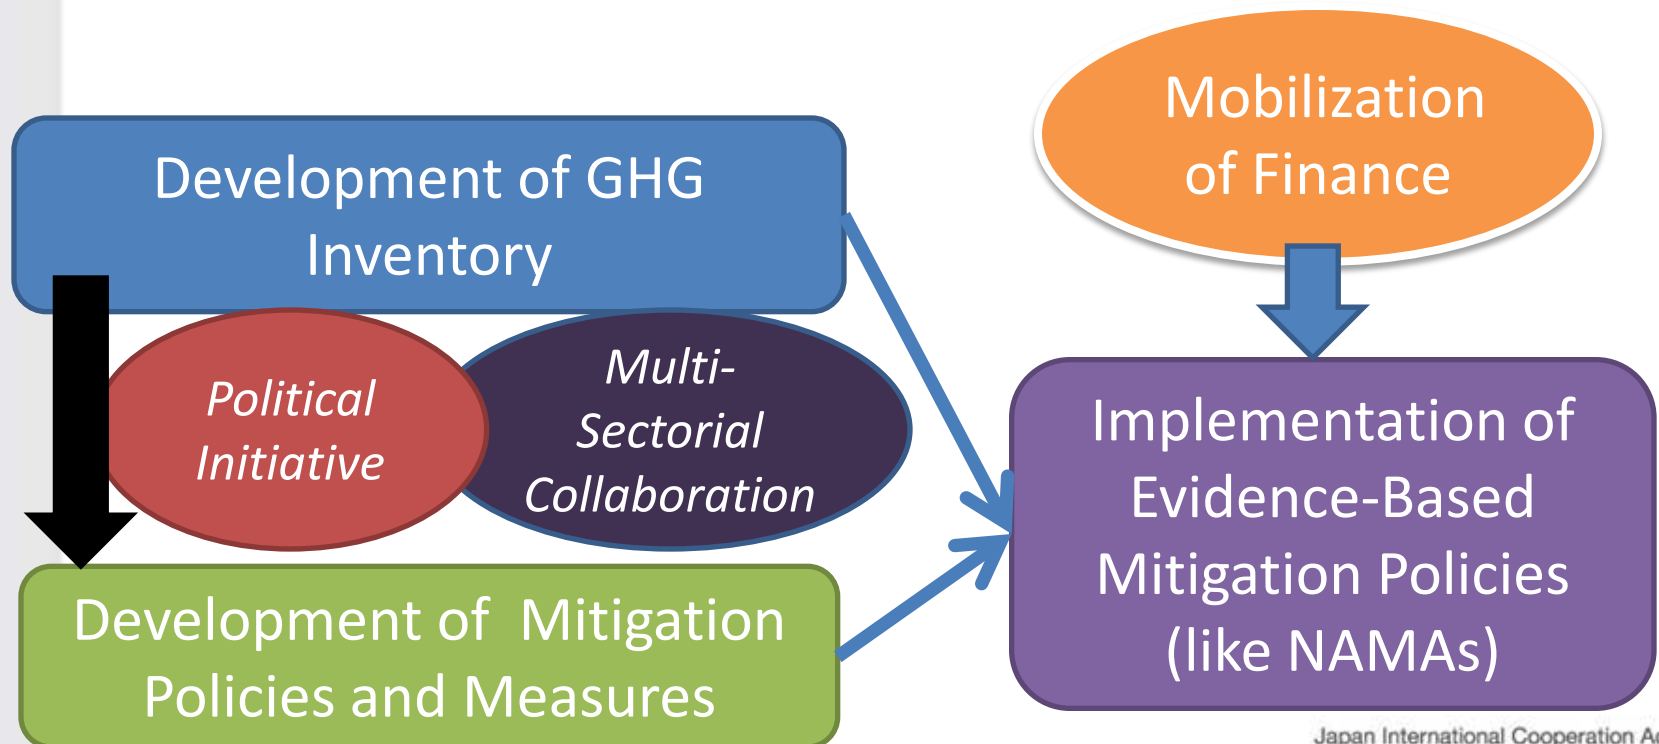 Mobilization
of Finance
Development of GHG
Inventory
Political
Initiative
Multi-
Sectorial
Collaboration
Implementation of
Evidence-Based
Mitigation Policies
(like NAMAs)
Development of  Mitigation
Policies and Measures
Japan International Cooperation